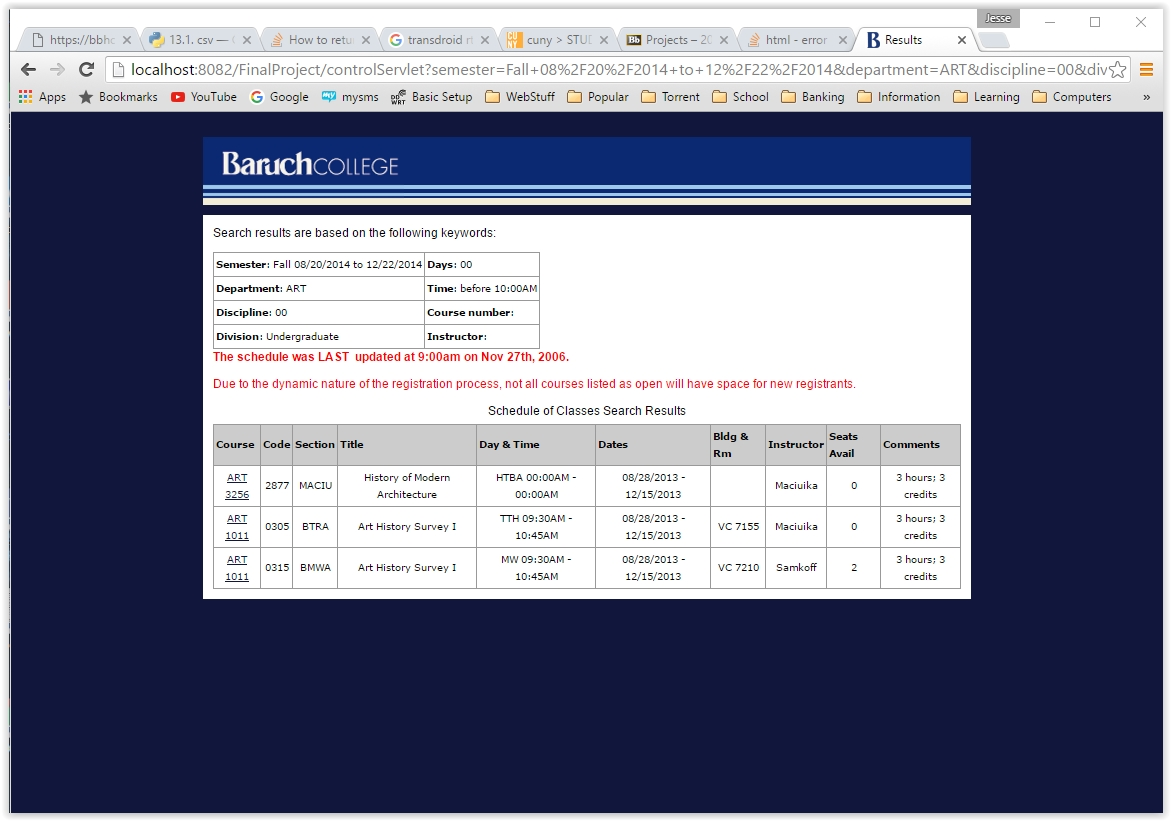 Jesse
https://bbhc
13.1. csv — C
How to retu
transdroid rt
cuny > STUD
Projects – 20
html - error
Results
localhost:8082/FinalProject/controlServlet?semester=Fall+08%2F20%2F2014+to+12%2F22%2F2014&department=ART&discipline=00&div
Apps Bookmarks YouTube Google mysms Basic Setup WebStuff Popular Torrent School Banking Information Learning Computers »
Baruch COLLEGE
Search results are based on the following keywords:
Semester: Fall 08/20/2014 to 12/22/2014 Days: 00
Department: ART Time: before 10:00AM
Discipline: 00 Course number:
Division: Undergraduate Instructor:
The schedule was LAST updated at 9:00am on Nov 27th, 2006.
Due to the dynamic nature of the registration process, not all courses listed as open will have space for new registrants.
Schedule of Classes Search Results
Course Code Section Title Day & Time Dates Bldg & Rm Instructor Seats Avail Comments
ART 3256 2877 MACIU History of Modern Architecture HTBA 00:00AM - 00:00AM 08/28/2013 - 12/15/2013 Maciuika 0 3 hours; 3 credits
ART 1011 0305 BTRA Art History Survey I TTH 09:30AM - 10:45AM 08/28/2013 - 12/15/2013 VC 7155 Maciuika 0 3 hours; 3 credits
ART 1011 0315 BMWA Art History Survey I MW 09:30AM - 10:45AM 08/28/2013 - 12/15/2013 VC 7210 Samkoff 2 3 hours; 3 credits